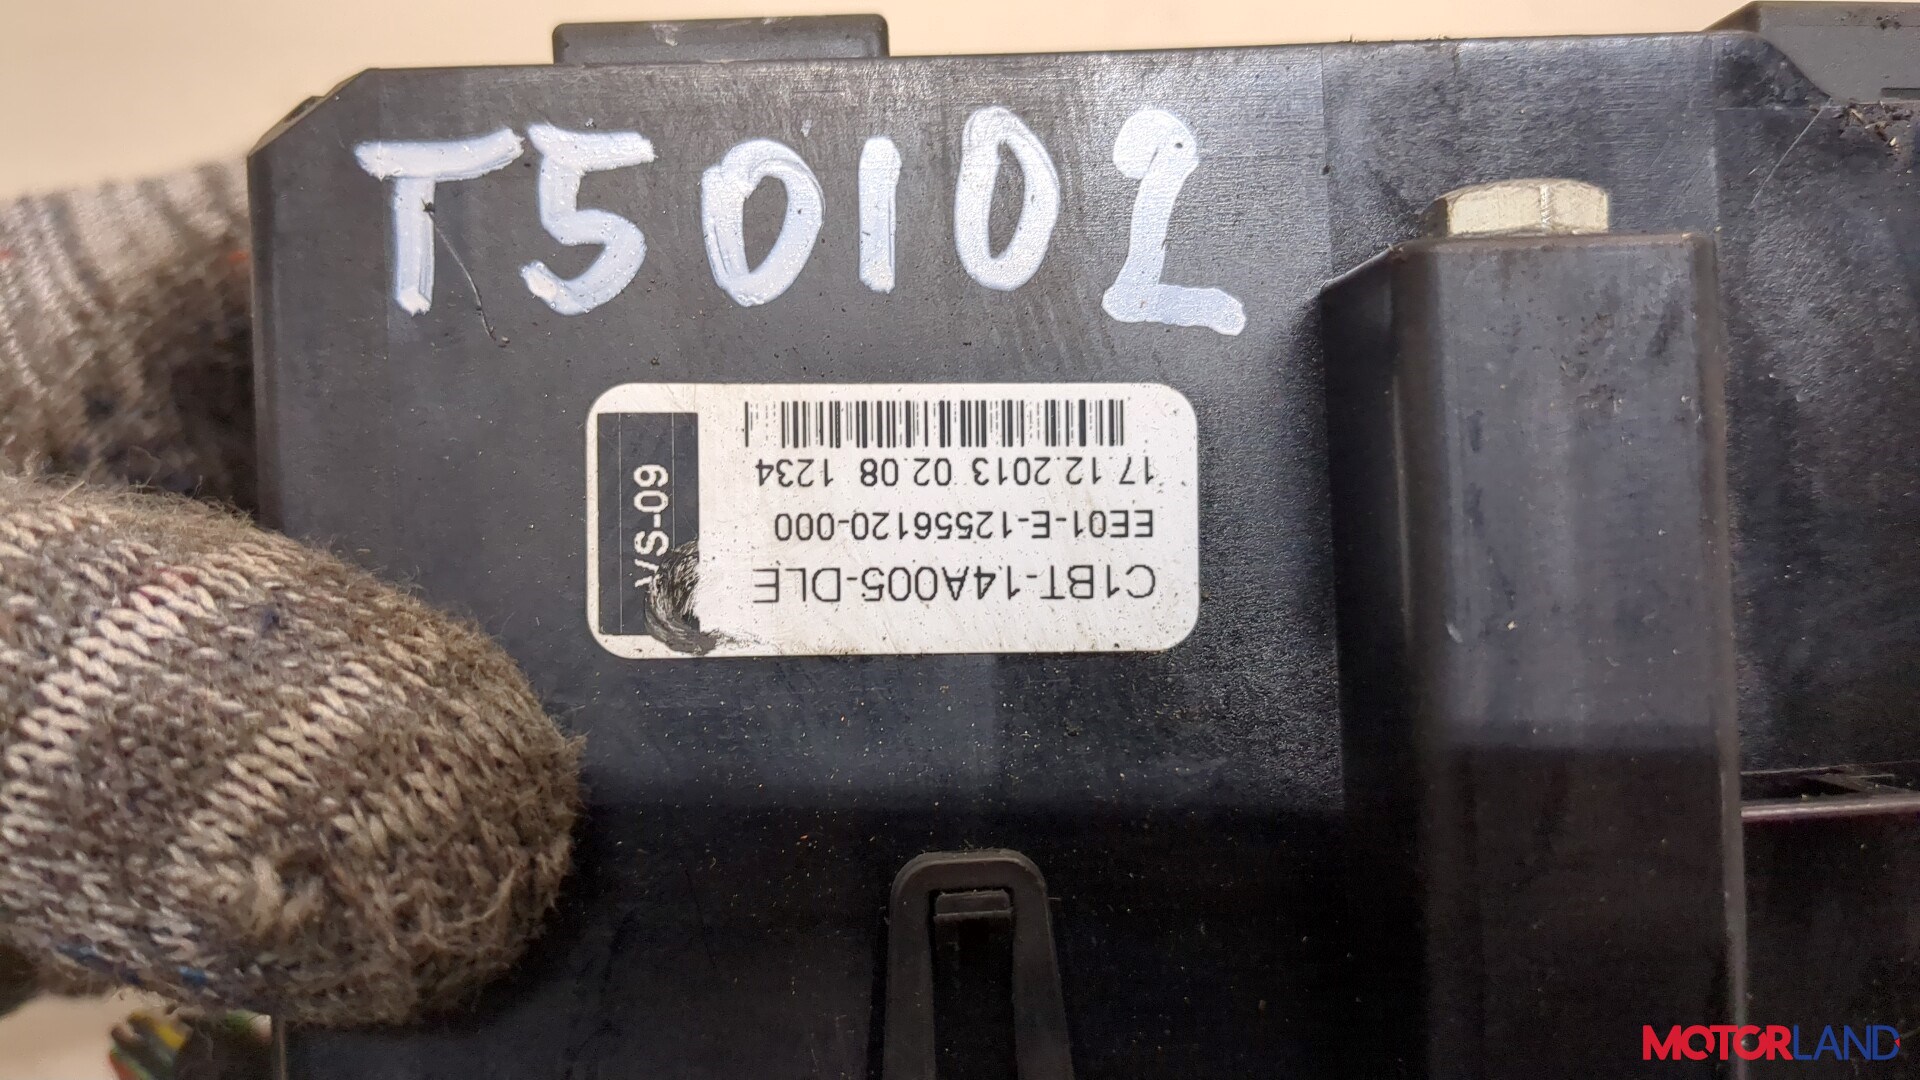 T50102
C1BT-14A005-DLE
EE01-E-12556120-000
17.12.2013 02.08 1234
VS-09
MOTORLAND